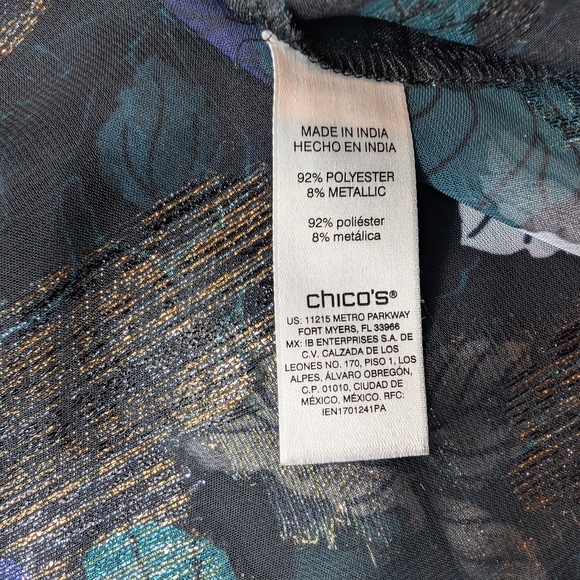 MADE IN INDIA
HECHO EN INDIA
92% POLYESTER
8% METALLIC
92% poliéster
8% metálica
chico's®
US: 11215 METRO PARKWAY
FORT MYERS, FL 33966
MX: IB ENTERPRISES S.A. DE
C.V. CALZADA DE LOS
LEONES NO. 170, PISO 1, LOS
ALPES, ÁLVARO OBREGÓN,
C.P. 01010, CIUDAD DE
MÉXICO, MÉXICO. RFC:
IEN1701241PA